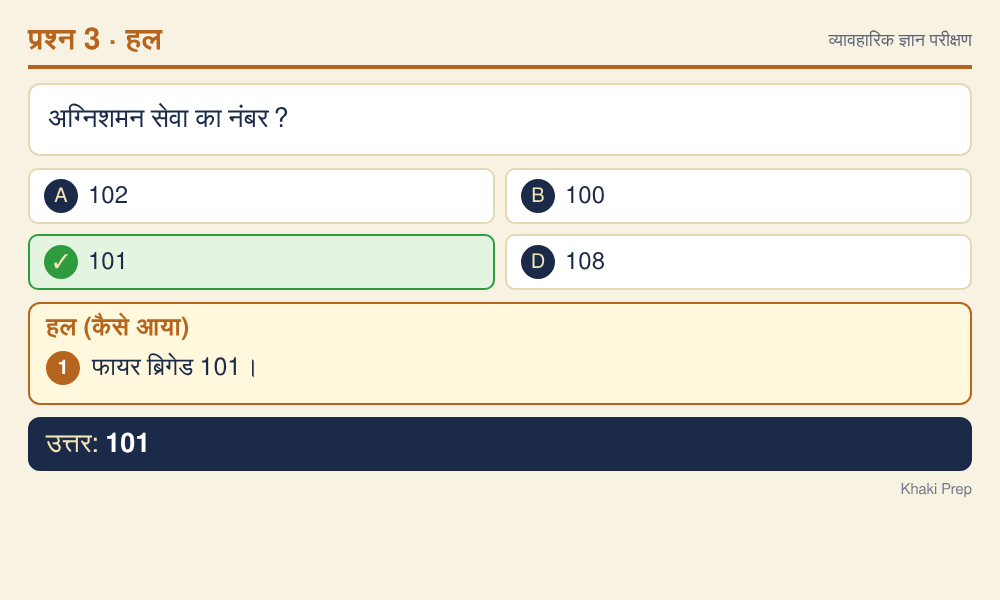 प्रश्न 3 · हल
व्यावहारिक ज्ञान परीक्षण
अग्निशमन सेवा का नंबर ?
A 102
B 100
✓ 101
D 108
हल (कैसे आया)
1 फायर ब्रिगेड 101।
उत्तर: 101
Khaki Prep